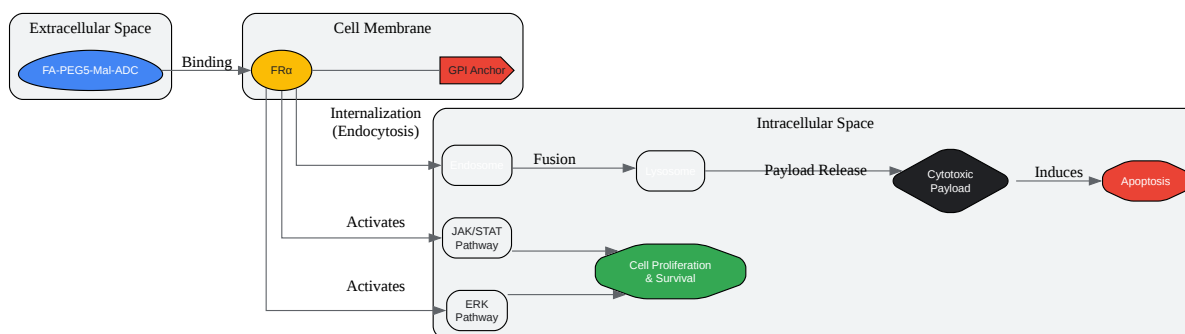 Extracellular Space
Cell Membrane
FA-PEG5-Mal-ADC
Binding
FRα
GPI Anchor
Internalization
(Endocytosis)
Intracellular Space
Endosome
Fusion
Lysosome
Payload Release
Cytotoxic
Payload
Induces
Apoptosis
Activates
JAK/STAT
Pathway
Cell Proliferation
& Survival
Activates
ERK
Pathway